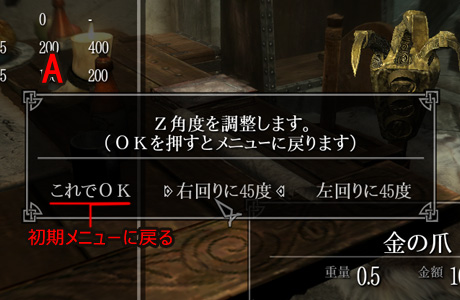 0 -
5 200 400
A
5 200
Z角度を調整します。
(OKを押すとメニューに戻ります)
これでOK 右回りに45度 左回りに45度
初期メニューに戻る
金の爪
重量 0.5 金額